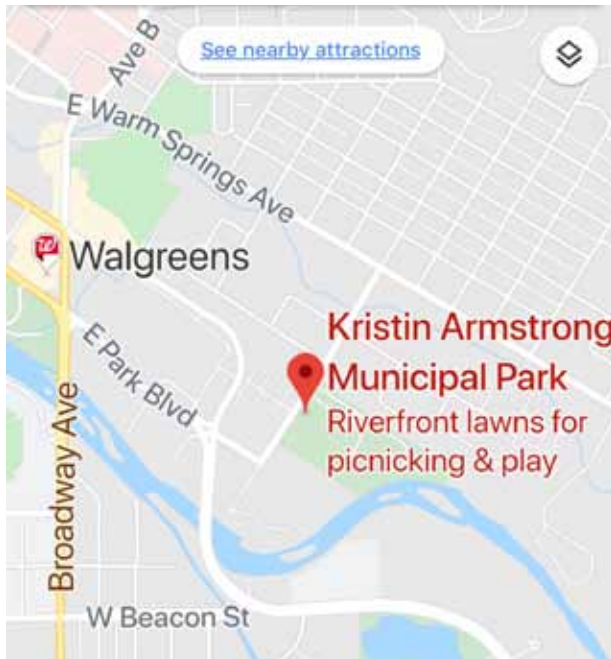 See nearby attractions
Ave B
E Warm Springs Ave
Walgreens
Kristin Armstrong
Municipal Park
Riverfront lawns for
picnicking & play
E Park Blvd
Broadway Ave
W Beacon St